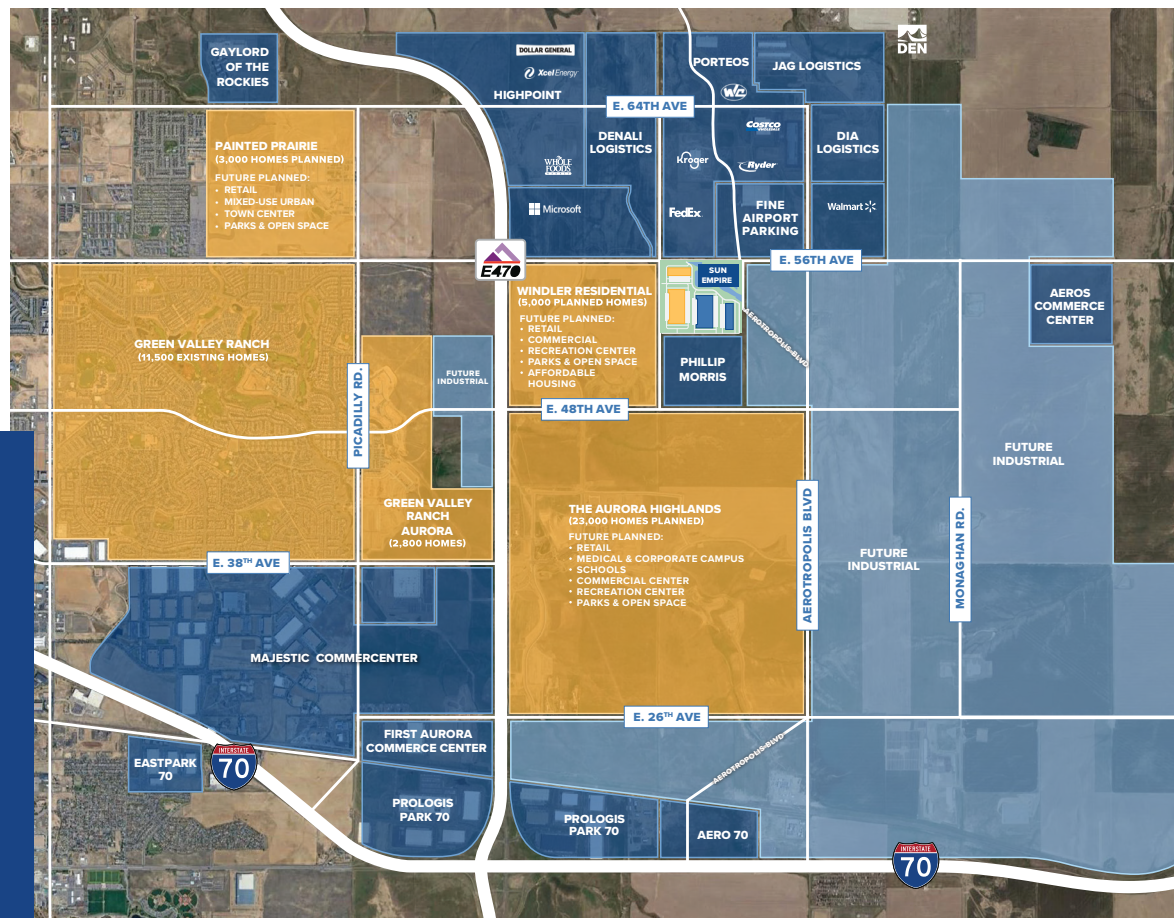 GAYLORD
OF THE
ROCKIES
DOLLAR GENERAL
Xcel Energy
HIGHPOINT
PORTEOS
WC
JAG LOGISTICS
DEN
E. 64TH AVE
PAINTED PRAIRIE
(3,000 HOMES PLANNED)
FUTURE PLANNED:
• RETAIL
• MIXED-USE URBAN
• TOWN CENTER
• PARKS & OPEN SPACE
WHOLE
FOODS
MARKET
DENALI
LOGISTICS
COSTCO
WHOLESALE
Kroger
Ryder
DIA
LOGISTICS
Microsoft
FedEx
FINE
AIRPORT
PARKING
Walmart
E470
E. 56TH AVE
GREEN VALLEY RANCH
(11,500 EXISTING HOMES)
PICADILLY RD.
FUTURE
INDUSTRIAL
WINDLER RESIDENTIAL
(5,000 PLANNED HOMES)
FUTURE PLANNED:
• RETAIL
• COMMERCIAL
• RECREATION CENTER
• PARKS & OPEN SPACE
• AFFORDABLE
HOUSING
SUN
EMPIRE
AEROTROPOLIS BLVD
PHILLIP
MORRIS
AEROS
COMMERCE
CENTER
E. 48TH AVE
GREEN VALLEY
RANCH
AURORA
(2,800 HOMES)
THE AURORA HIGHLANDS
(23,000 HOMES PLANNED)
FUTURE PLANNED:
• RETAIL
• MEDICAL & CORPORATE CAMPUS
• SCHOOLS
• COMMERCIAL CENTER
• RECREATION CENTER
• PARKS & OPEN SPACE
AEROTROPOLIS BLVD
FUTURE
INDUSTRIAL
MONAGHAN RD.
FUTURE
INDUSTRIAL
E. 38TH AVE
MAJESTIC COMMERCENTER
E. 26TH AVE
EASTPARK
70
INTERSTATE
70
FIRST AURORA
COMMERCE CENTER
PROLOGIS
PARK 70
PROLOGIS
PARK 70
AEROTROPOLIS BLVD
AERO 70
INTERSTATE
70